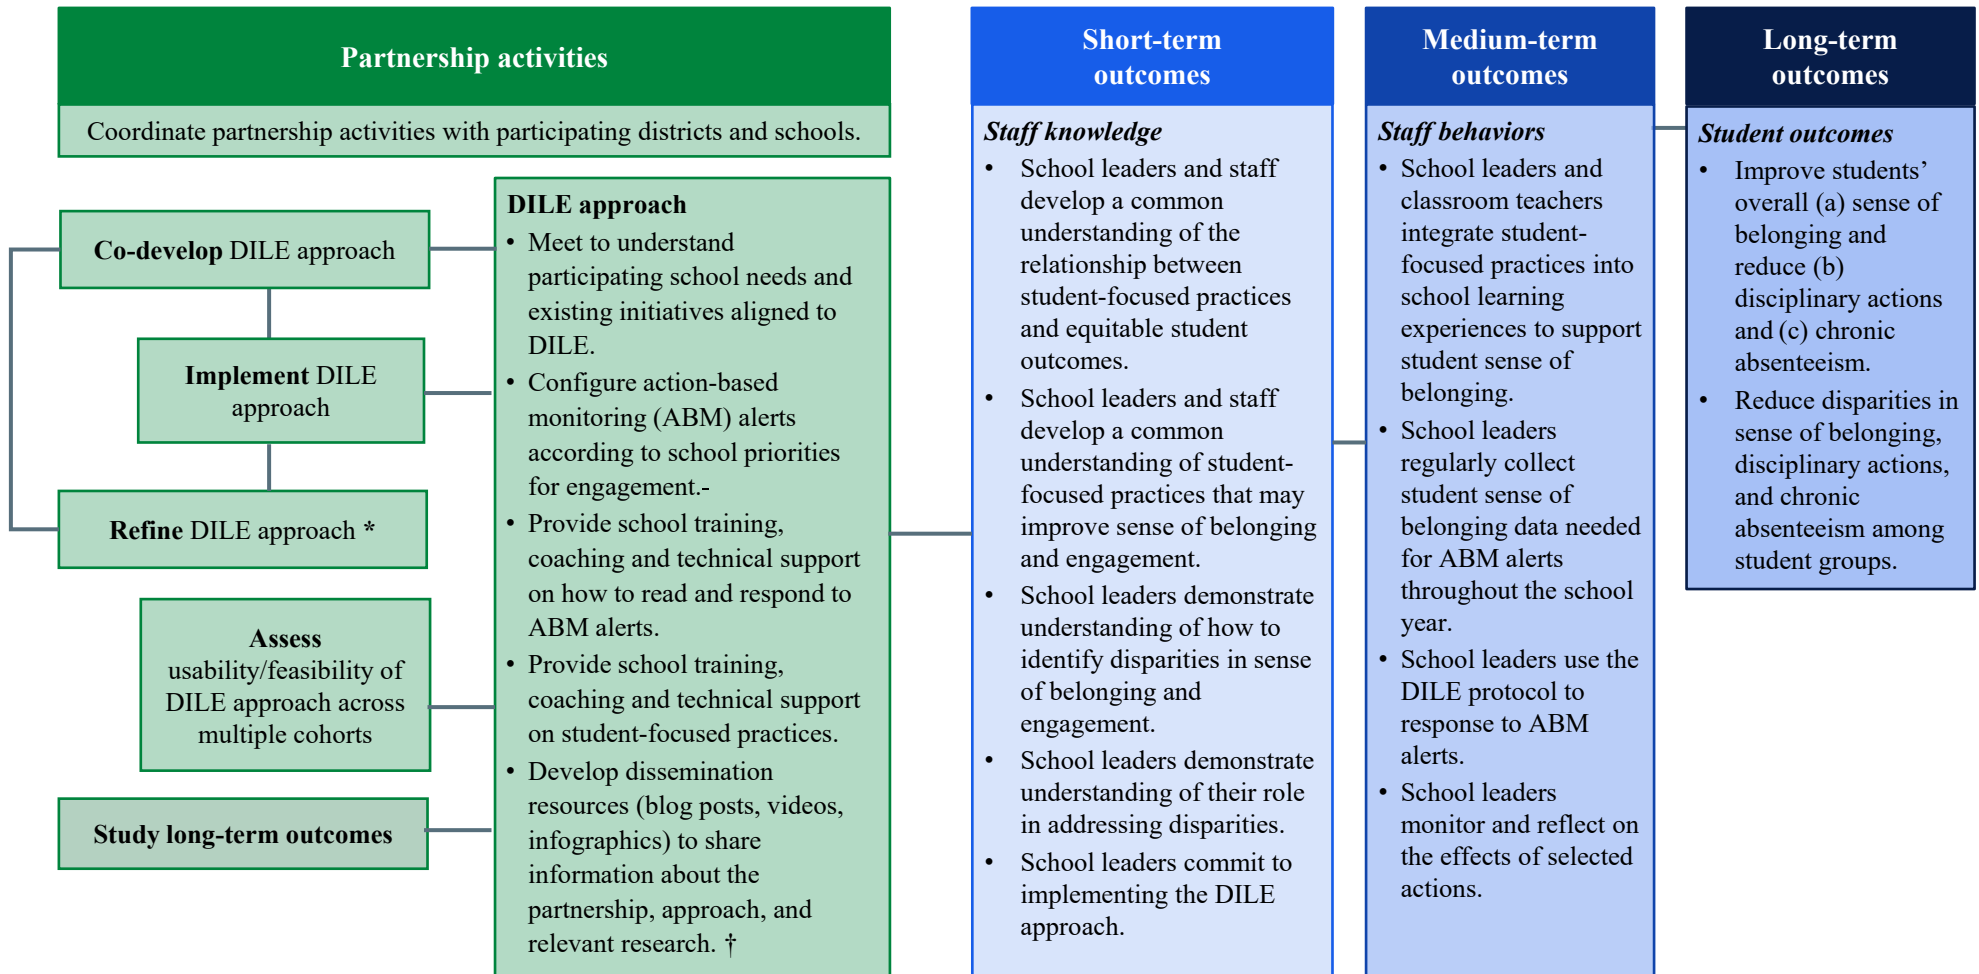 Partnership activities
Coordinate partnership activities with participating districts and schools.
Co-develop DILE approach
Implement DILE
approach
Refine DILE approach *
Assess
usability/feasibility of
DILE approach across
multiple cohorts
Study long-term outcomes
DILE approach
• Meet to understand
participating school needs and
existing initiatives aligned to
DILE.
• Configure action-based
monitoring (ABM) alerts
according to school priorities
for engagement.-
• Provide school training,
coaching and technical support
on how to read and respond to
ABM alerts.
• Provide school training,
coaching and technical support
on student-focused practices.
• Develop dissemination
resources (blog posts, videos,
infographics) to share
information about the
partnership, approach, and
relevant research. †
Short-term
outcomes
Staff knowledge
• School leaders and staff
develop a common
understanding of the
relationship between
student-focused practices
and equitable student
outcomes.
• School leaders and staff
develop a common
understanding of student-
focused practices that may
improve sense of belonging
and engagement.
• School leaders demonstrate
understanding of how to
identify disparities in sense
of belonging and
engagement.
• School leaders demonstrate
understanding of their role
in addressing disparities.
• School leaders commit to
implementing the DILE
approach.
Medium-term
outcomes
Staff behaviors
• School leaders and
classroom teachers
integrate student-
focused practices into
school learning
experiences to support
student sense of
belonging.
• School leaders
regularly collect
student sense of
belonging data needed
for ABM alerts
throughout the school
year.
• School leaders use the
DILE protocol to
response to ABM
alerts.
• School leaders
monitor and reflect on
the effects of selected
actions.
Long-term
outcomes
Student outcomes
• Improve students’
overall (a) sense of
belonging and
reduce (b)
disciplinary actions
and (c) chronic
absenteeism.
• Reduce disparities in
sense of belonging,
disciplinary actions,
and chronic
absenteeism among
student groups.